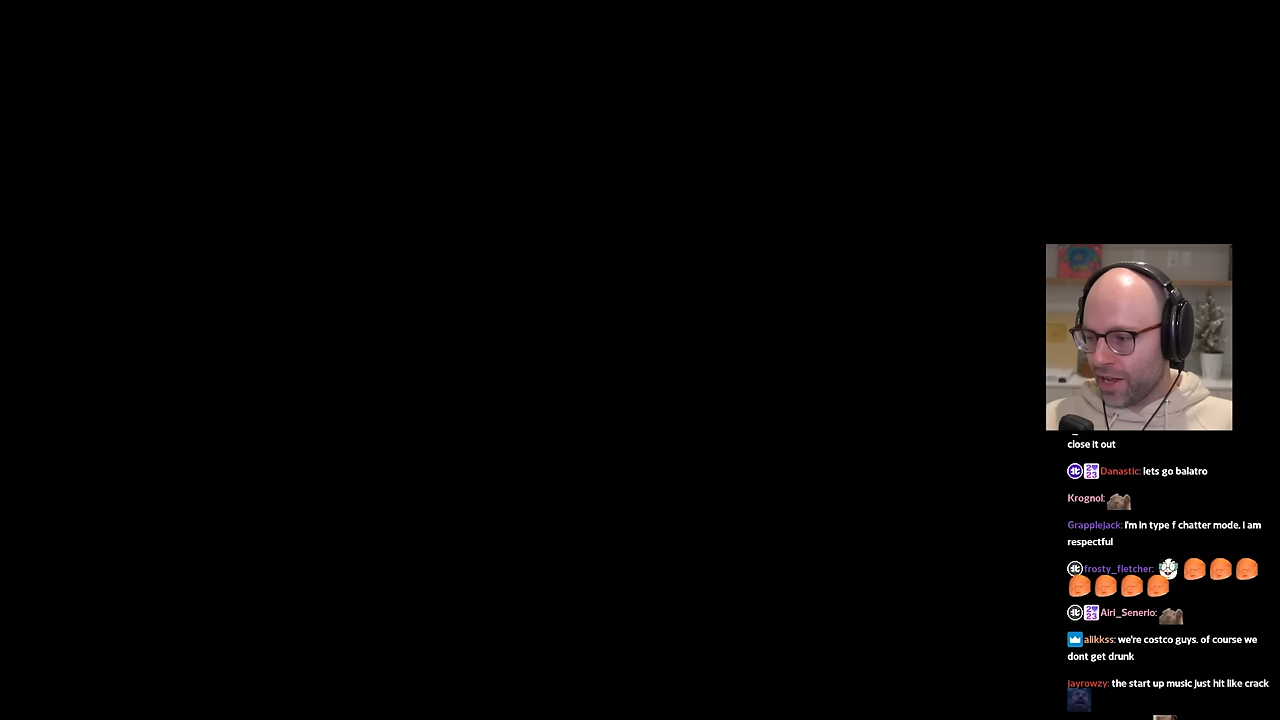 close it out
Danastic: lets go balatro
Krognol:
Grapplejack: I'm in type f chatter mode. I am
respectful
frosty_fletcher:
Airi_Senerio:
alikkss: we're costco guys. of course we
dont get drunk
jayrowzy: the start up music just hit like crack